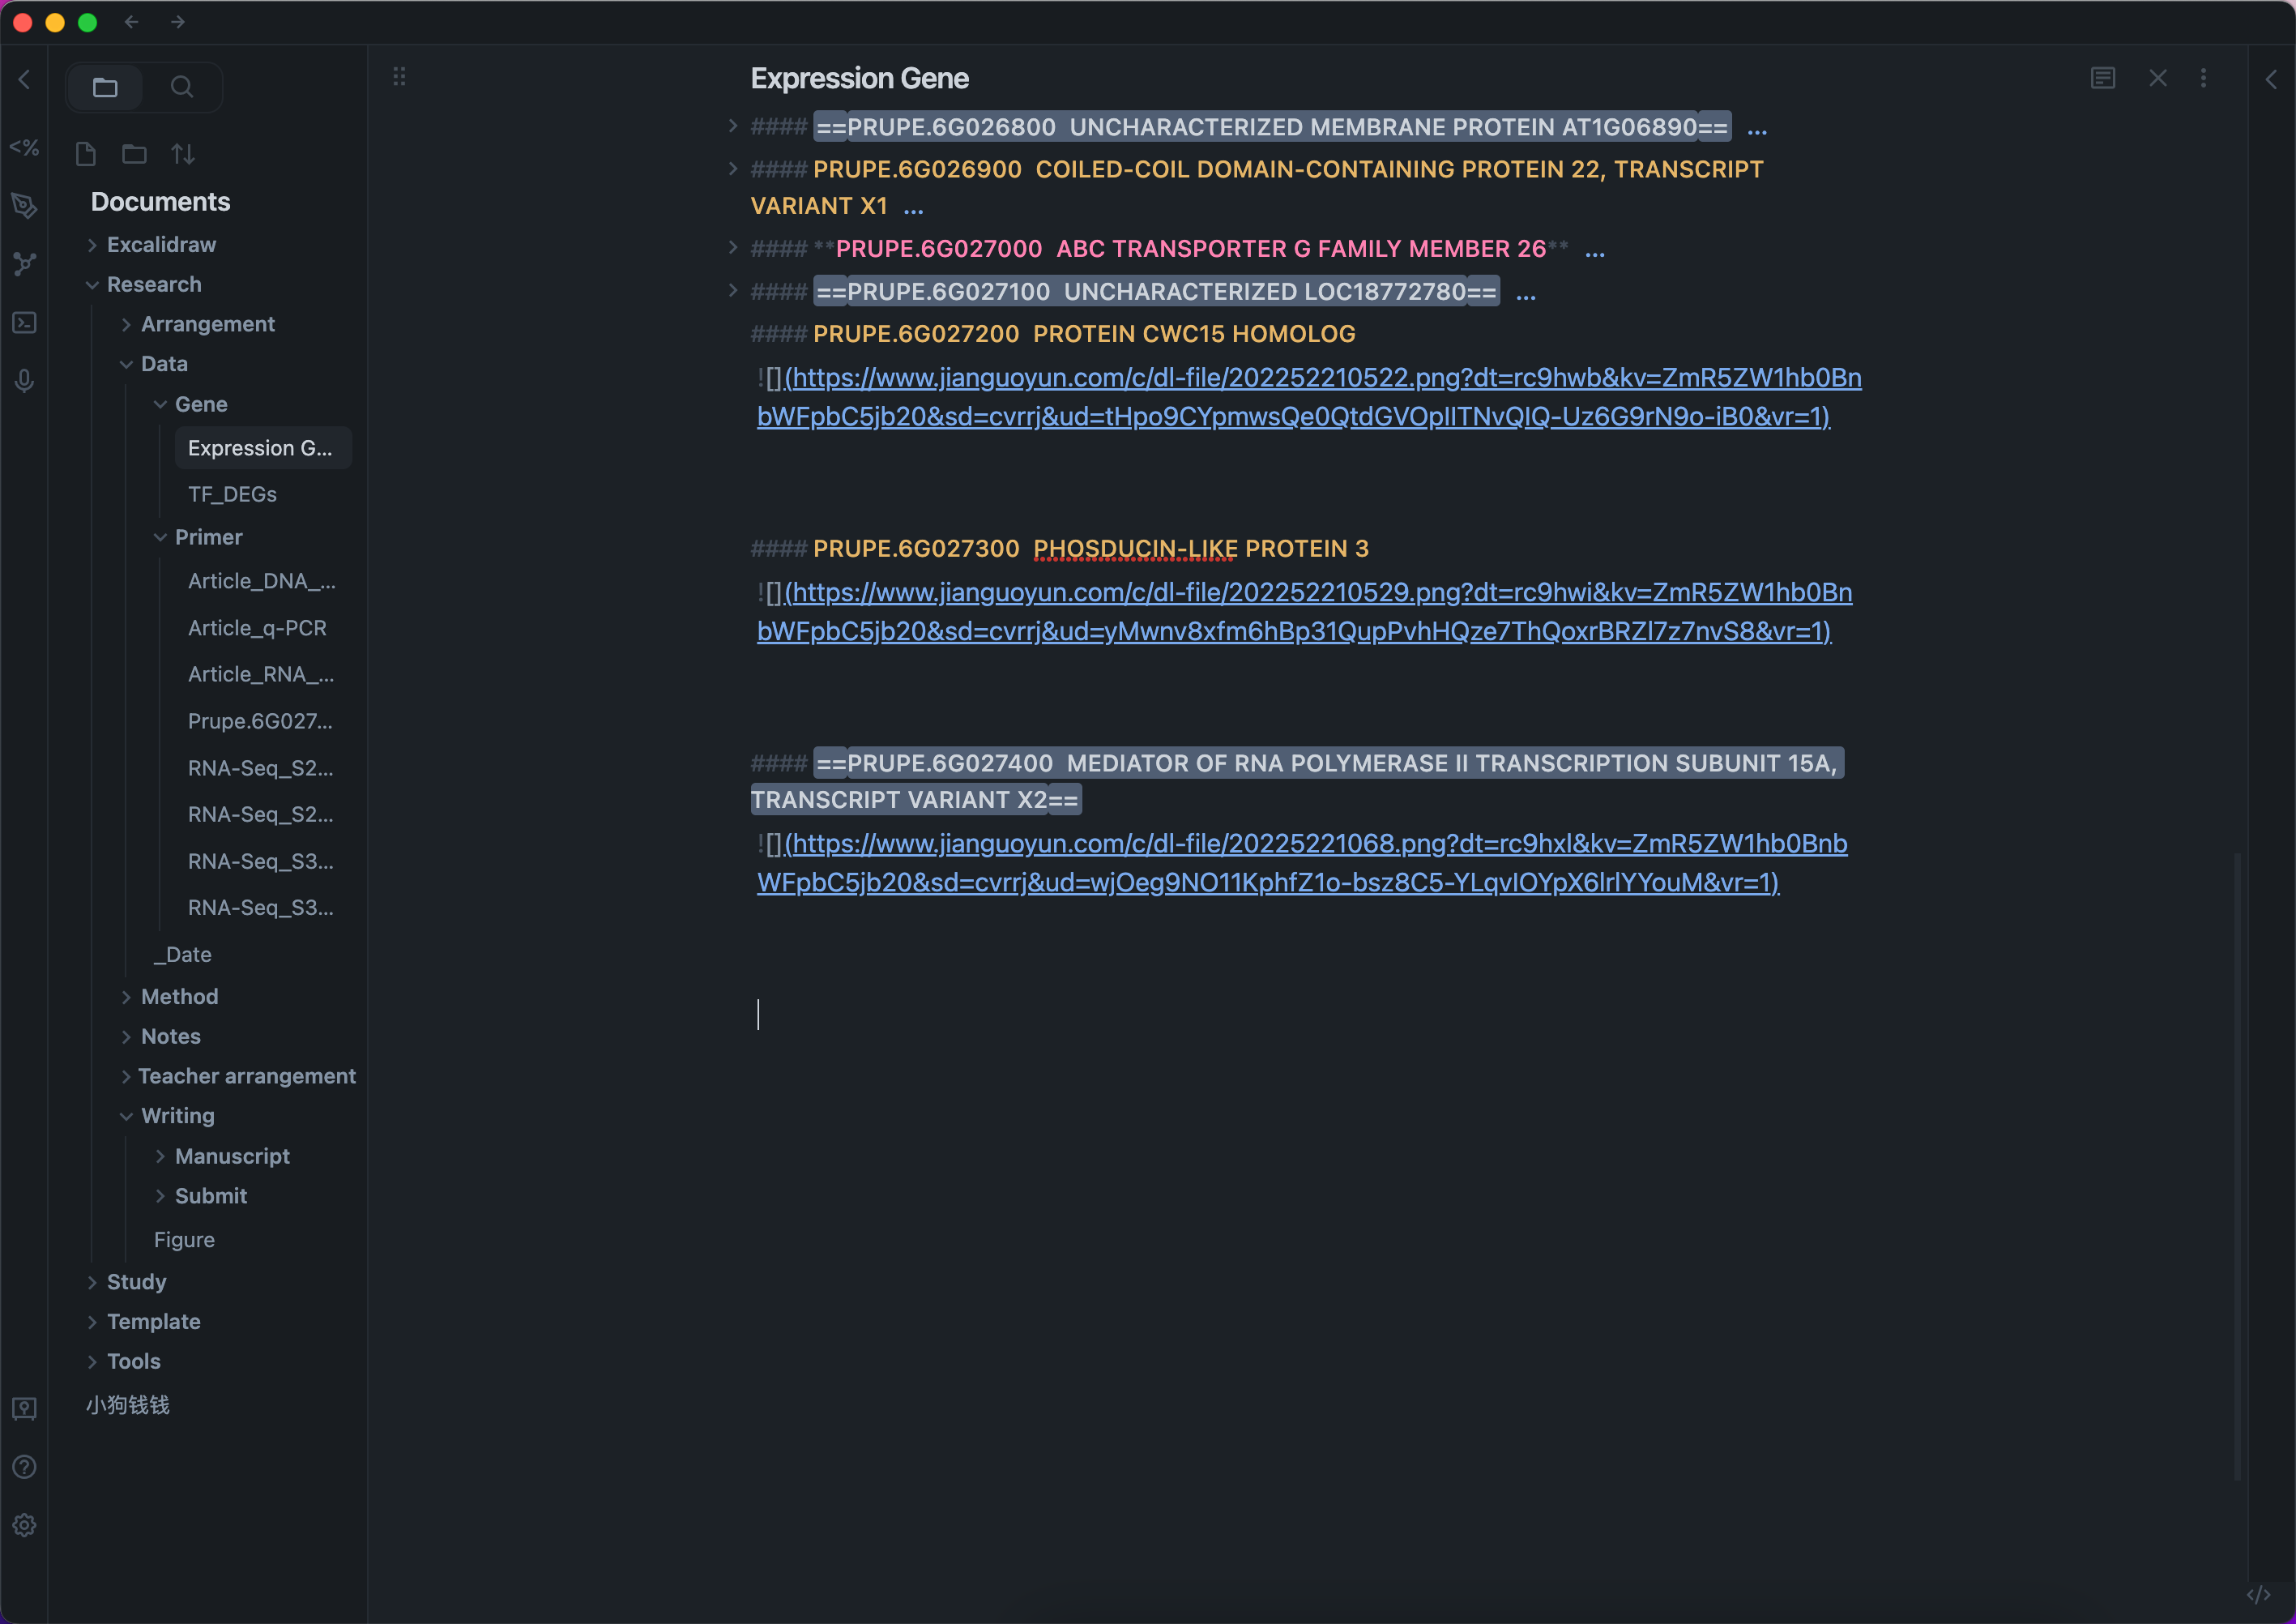 Documents
Excalidraw
Research
Arrangement
Data
Gene
Expression G...
TF_DEGs
Primer
Article_DNA_...
Article_q-PCR
Article_RNA_...
Prupe.6G027...
RNA-Seq_S2...
RNA-Seq_S2...
RNA-Seq_S3...
RNA-Seq_S3...
_Date
Method
Notes
Teacher arrangement
Writing
Manuscript
Submit
Figure
Study
Template
Tools
小狗钱钱
Expression Gene
#### ==PRUPE.6G026800 UNCHARACTERIZED MEMBRANE PROTEIN AT1G06890== ...
#### PRUPE.6G026900 COILED-COIL DOMAIN-CONTAINING PROTEIN 22, TRANSCRIPT
VARIANT X1 ...
#### **PRUPE.6G027000 ABC TRANSPORTER G FAMILY MEMBER 26** ...
#### ==PRUPE.6G027100 UNCHARACTERIZED LOC18772780== ...
#### PRUPE.6G027200 PROTEIN CWC15 HOMOLOG
![](https://www.jianguoyun.com/c/dl-file/202252210522.png?dt=rc9hwb&kv=ZmR5ZW1hb0Bn
bWFpbC5jb20&sd=cvrrj&ud=tHpo9CYpmwsQe0QtdGVOplITNvQIQ-Uz6G9rN9o-iB0&vr=1)
#### PRUPE.6G027300 PHOSDUCIN-LIKE PROTEIN 3
![](https://www.jianguoyun.com/c/dl-file/202252210529.png?dt=rc9hwi&kv=ZmR5ZW1hb0Bn
bWFpbC5jb20&sd=cvrrj&ud=yMwnv8xfm6hBp31QupPvhHQze7ThQoxrBRZl7z7nvS8&vr=1)
#### ==PRUPE.6G027400 MEDIATOR OF RNA POLYMERASE II TRANSCRIPTION SUBUNIT 15A,
TRANSCRIPT VARIANT X2==
![](https://www.jianguoyun.com/c/dl-file/20225221068.png?dt=rc9hxl&kv=ZmR5ZW1hb0Bnb
WFpbC5jb20&sd=cvrrj&ud=wjOeg9NO11KphfZ1o-bsz8C5-YLqvIOYpX6lrlYYouM&vr=1)